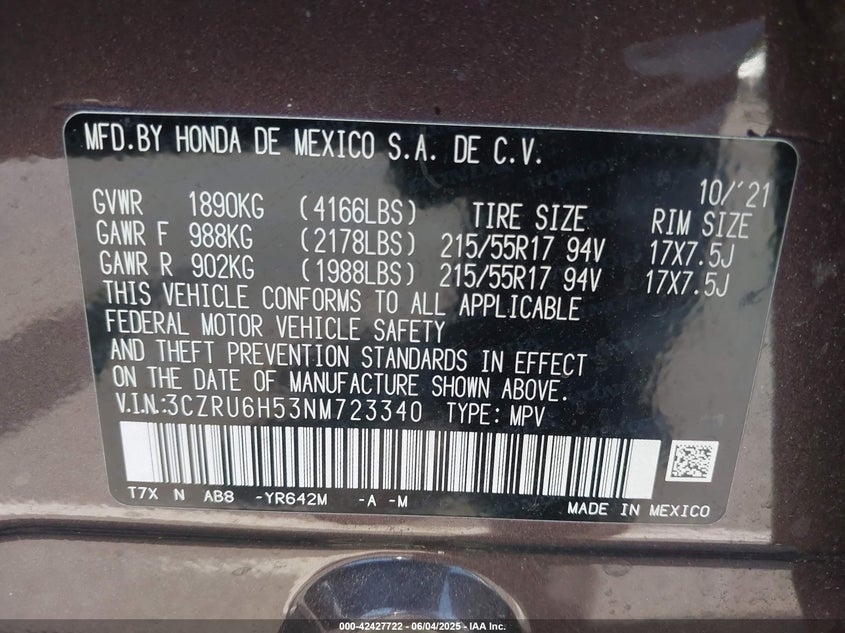 MFD.BY HONDA DE MEXICO S.A. DE C.V.
10/'21
GVWR 1890KG (4166LBS) TIRE SIZE RIM SIZE
GAWR F 988KG (2178LBS) 215/55R17 94V 17X7.5J
GAWR R 902KG (1988LBS) 215/55R17 94V 17X7.5J
THIS VEHICLE CONFORMS TO ALL APPLICABLE
FEDERAL MOTOR VEHICLE SAFETY
AND THEFT PREVENTION STANDARDS IN EFFECT
ON THE DATE OF MANUFACTURE SHOWN ABOVE.
V.I.N.:3CZRU6H53NM723340 TYPE: MPV
T7X N AB8 -YR642M -A -M
MADE IN MEXICO
000-42427722 - 06/04/2025 - IAA Inc.